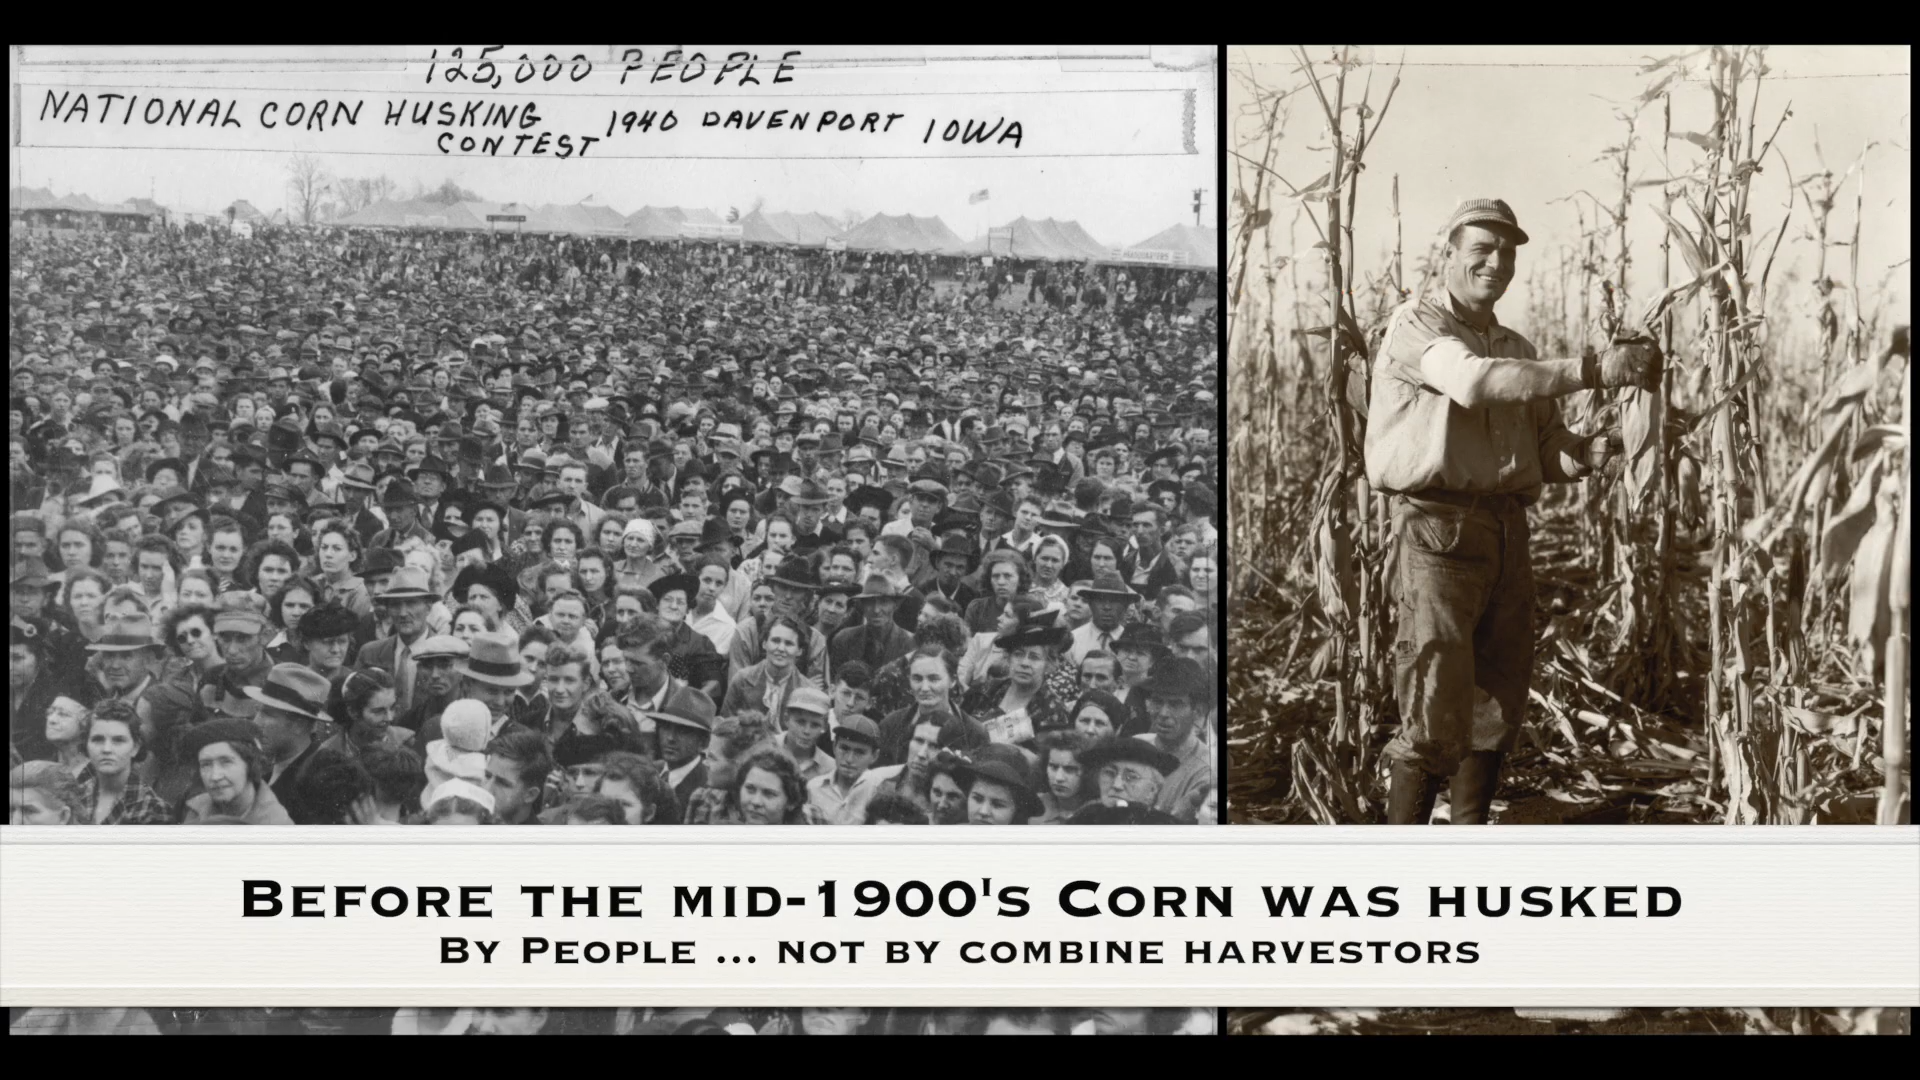 125,000 PEOPLE
NATIONAL CORN HUSKING CONTEST 1940 DAVENPORT IOWA
HEADQUARTERS
Before the mid-1900's Corn was husked
By People ... not by combine harvestors